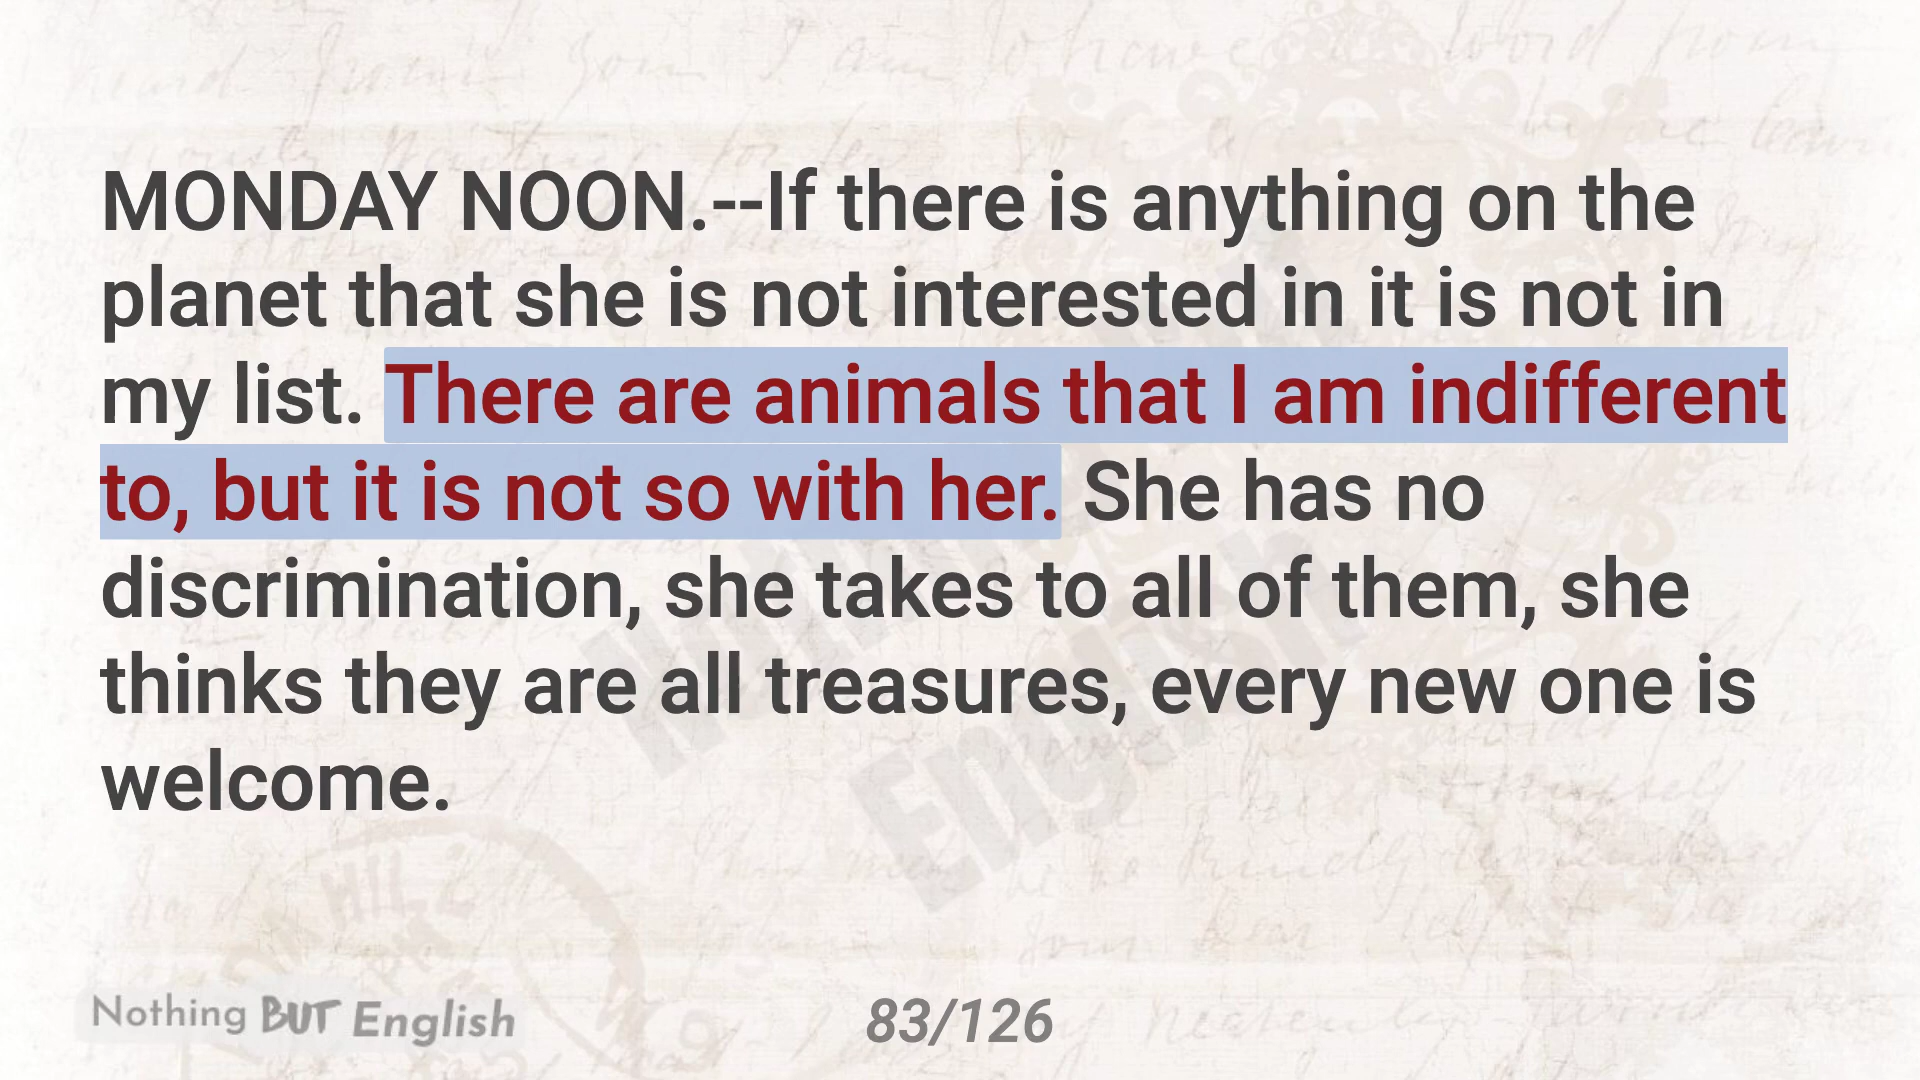 MONDAY NOON.--If there is anything on the
planet that she is not interested in it is not in
my list. There are animals that I am indifferent
to, but it is not so with her. She has no
discrimination, she takes to all of them, she
thinks they are all treasures, every new one is
welcome.
Nothing BUT English
83/126